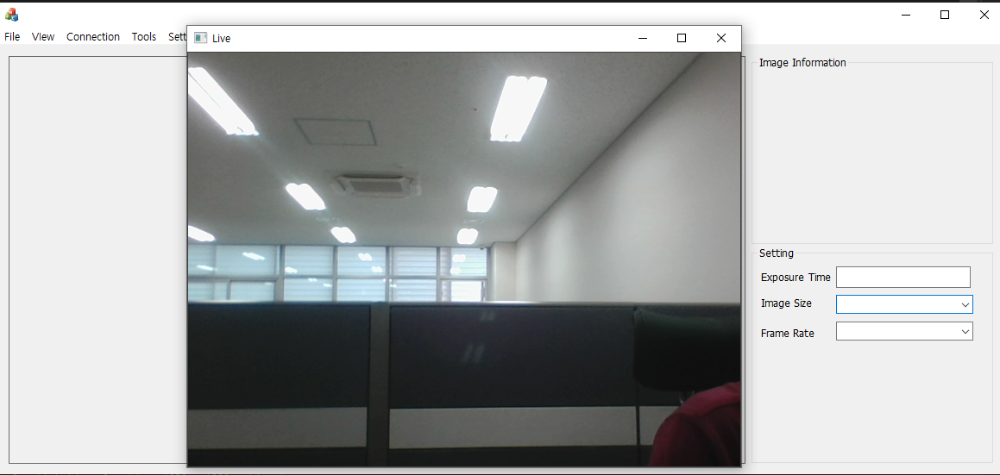 File VIew Connection Tools Sett
Live
Image Information
Setting
Exposure Time
Image Size
Frame Rate